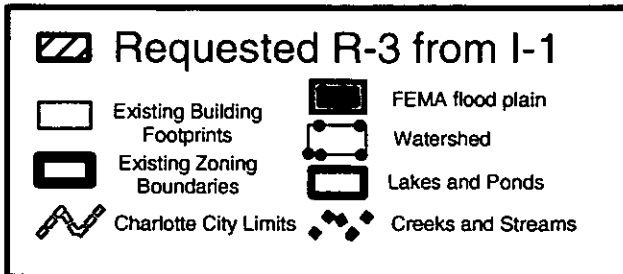 Requested R-3 from I-1
Existing Building
Footprints
Existing Zoning
Boundaries
Charlotte City Limits
FEMA flood plain
Watershed
Lakes and Ponds
Creeks and Streams